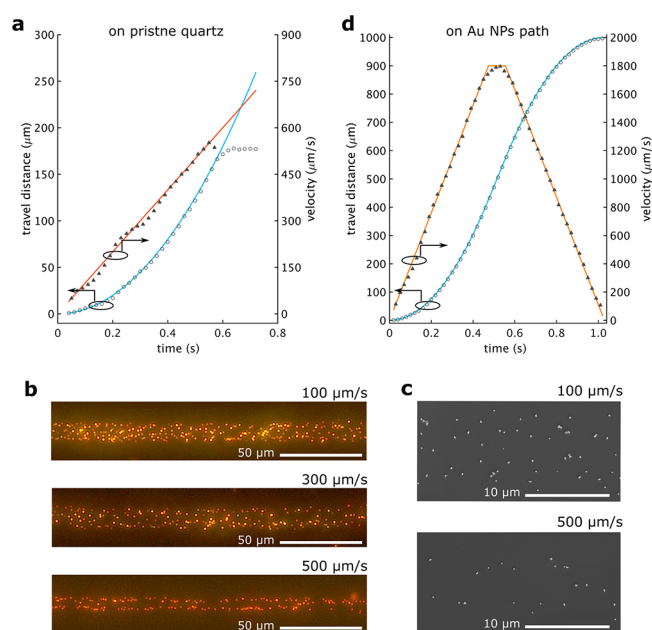 a
on pristne quartz
300
250
200
150
100
50
0
900
750
600
450
300
150
0
0
0.2
0.4
0.6
0.8
travel distance (μm)
velocity (μm/s)
time (s)
d
on Au NPs path
1000
900
800
700
600
500
400
300
200
100
0
2000
1800
1600
1400
1200
1000
800
600
400
200
0
0
0.2
0.4
0.6
0.8
1.0
travel distance (μm)
velocity (μm/s)
time (s)
b
100 μm/s
50 μm
300 μm/s
50 μm
500 μm/s
50 μm
c
100 μm/s
10 μm
500 μm/s
10 μm